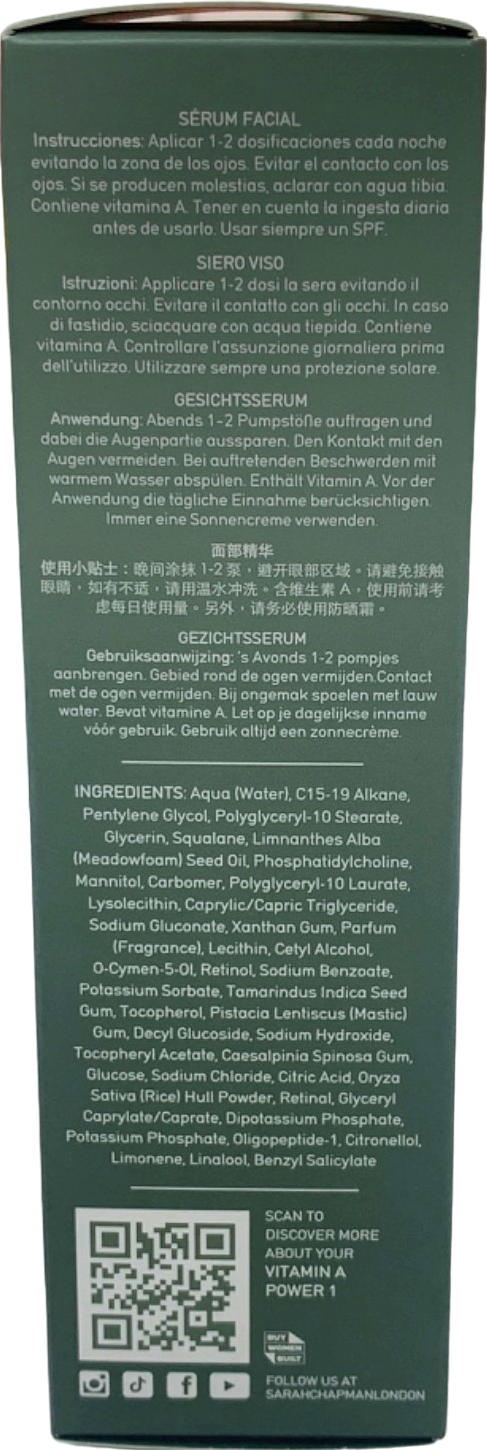 SÉRUM FACIAL
Instrucciones: Aplicar 1-2 dosificaciones cada noche
evitando la zona de los ojos. Evitar el contacto con los
ojos. Si se producen molestias, aclarar con agua tibia.
Contiene vitamina A. Tener en cuenta la ingesta diaria
antes de usarlo. Usar siempre un SPF.
SIERO VISO
Istruzioni: Applicare 1-2 dosi la sera evitando il
contorno occhi. Evitare il contatto con gli occhi. In caso
di fastidio, sciacquare con acqua tiepida. Contiene
vitamina A. Controllare l'assunzione giornaliera prima
dell'utilizzo. Utilizzare sempre una protezione solare.
GESICHTSSERUM
Anwendung: Abends 1-2 Pumpstöße auftragen und
dabei die Augenpartie aussparen. Den Kontakt mit den
Augen vermeiden. Bei auftretenden Beschwerden mit
warmem Wasser abspülen. Enthält Vitamin A. Vor der
Anwendung die tägliche Einnahme berücksichtigen.
Immer eine Sonnencreme verwenden.
面部精华
使用小贴士：晚间涂抹 1-2 泵，避开眼部区域。请避免接触
眼睛，如有不适，请用温水冲洗。含维生素 A，使用前请考
虑每日使用量。另外，请务必使用防晒霜。
GEZICHTSSERUM
Gebruiksaanwijzing: 's Avonds 1-2 pompjes
aanbrengen. Gebied rond de ogen vermijden.Contact
met de ogen vermijden. Bij ongemak spoelen met lauw
water. Bevat vitamine A. Let op je dagelijkse inname
vóór gebruik. Gebruik altijd een zonnecrème.
INGREDIENTS: Aqua (Water), C15-19 Alkane,
Pentylene Glycol, Polyglyceryl-10 Stearate,
Glycerin, Squalane, Limnanthes Alba
(Meadowfoam) Seed Oil, Phosphatidylcholine,
Mannitol, Carbomer, Polyglyceryl-10 Laurate,
Lysolecithin, Caprylic/Capric Triglyceride,
Sodium Gluconate, Xanthan Gum, Parfum
(Fragrance), Lecithin, Cetyl Alcohol,
O-Cymen-5-Ol, Retinol, Sodium Benzoate,
Potassium Sorbate, Tamarindus Indica Seed
Gum, Tocopherol, Pistacia Lentiscus (Mastic)
Gum, Decyl Glucoside, Sodium Hydroxide,
Tocopheryl Acetate, Caesalpinia Spinosa Gum,
Glucose, Sodium Chloride, Citric Acid, Oryza
Sativa (Rice) Hull Powder, Retinal, Glyceryl
Caprylate/Caprate, Dipotassium Phosphate,
Potassium Phosphate, Oligopeptide-1, Citronellol,
Limonene, Linalool, Benzyl Salicylate
SCAN TO
DISCOVER MORE
ABOUT YOUR
VITAMIN A
POWER 1
BUY
WOMEN
BUILT
FOLLOW US AT
SARAHCHAPMANLONDON